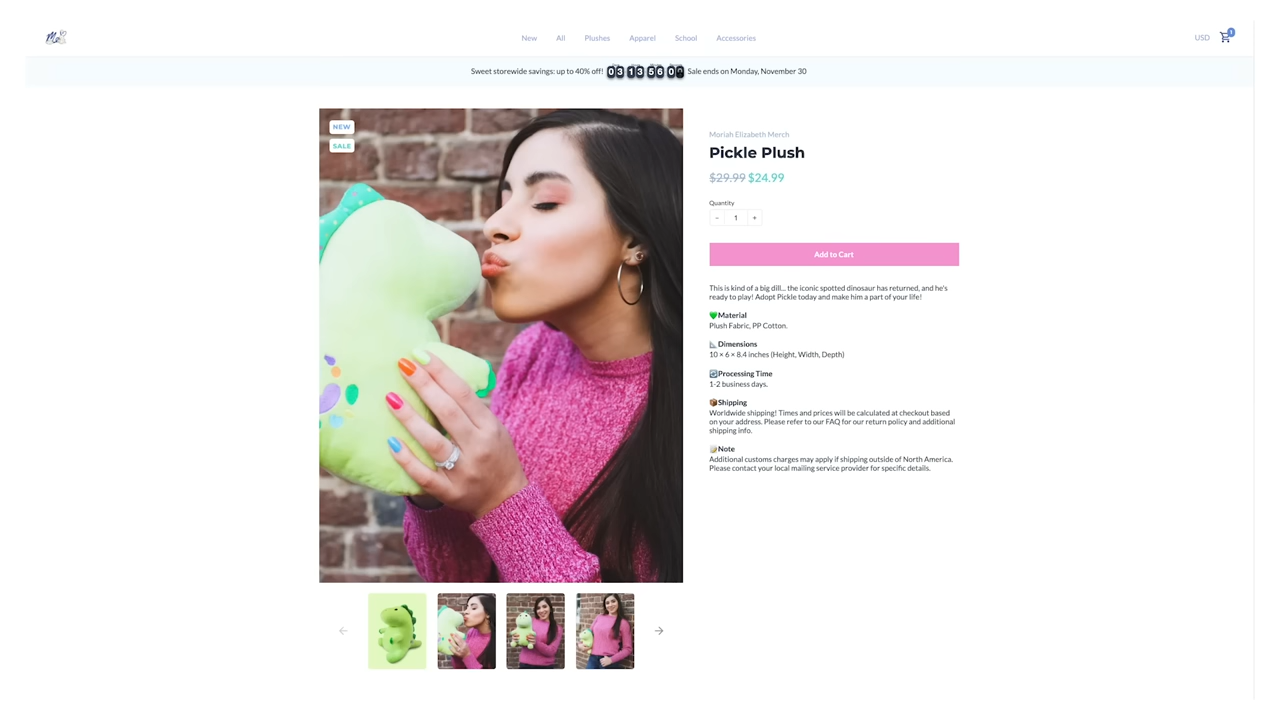 New All Plushes Apparel School Accessories
USD
1
Sweet storewide savings: up to 40% off! 03 13 56 0 Sale ends on Monday, November 30
NEW
SALE
Moriah Elizabeth Merch
Pickle Plush
$29.99 $24.99
Quantity
- 1 +
Add to Cart
This is kind of a big dill... the iconic spotted dinosaur has returned, and he's
ready to play! Adopt Pickle today and make him a part of your life!
💚Material
Plush Fabric, PP Cotton.
📐Dimensions
10 × 6 × 8.4 inches (Height, Width, Depth)
🔄Processing Time
1-2 business days.
📦Shipping
Worldwide shipping! Times and prices will be calculated at checkout based
on your address. Please refer to our FAQ for our return policy and additional
shipping info.
📝Note
Additional customs charges may apply if shipping outside of North America.
Please contact your local mailing service provider for specific details.